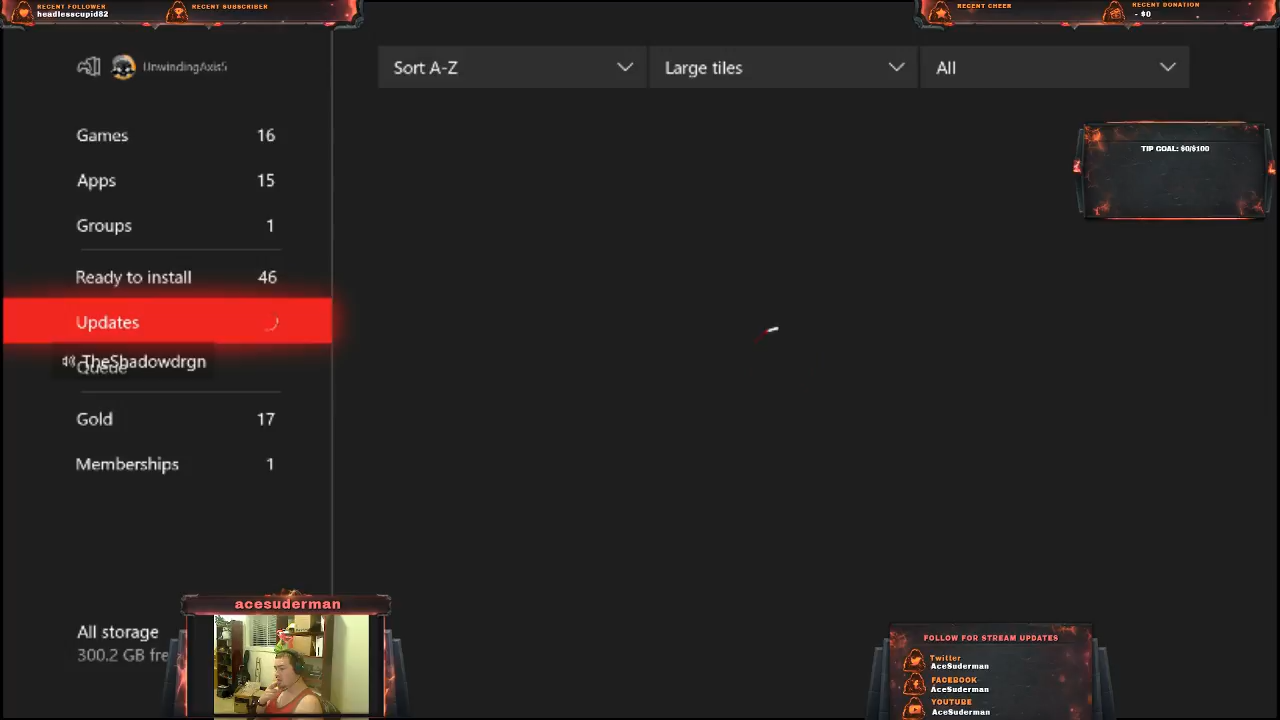 RECENT FOLLOWER
headlesscupid82
RECENT SUBSCRIBER
RECENT CHEER
RECENT DONATION
- $0
UnwindingAxis5
Sort A-Z
Large tiles
All
Games 16
Apps 15
Groups 1
Ready to install 46
Updates
TheShadowdrgn
Queue
Gold 17
Memberships 1
TIP GOAL: $0/$100
All storage
300.2 GB fre
acesuderman
FOLLOW FOR STREAM UPDATES
Twitter
AceSuderman
FACEBOOK
AceSuderman
YOUTUBE
AceSuderman